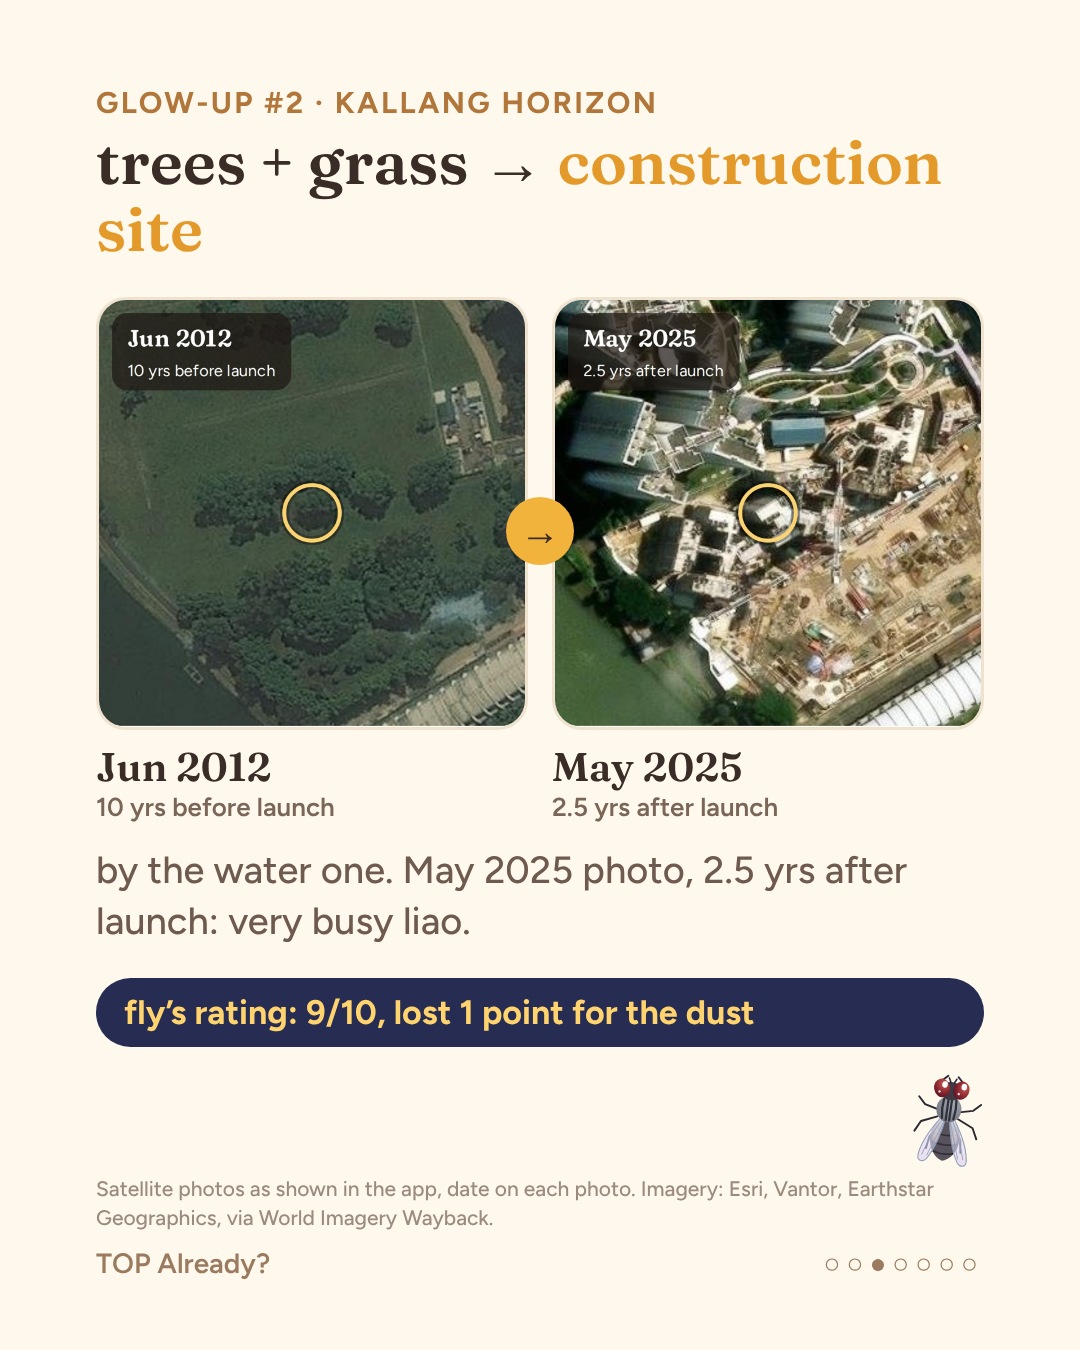 GLOW-UP #2 · KALLANG HORIZON
trees + grass → construction
site
Jun 2012
10 yrs before launch
May 2025
2.5 yrs after launch
→
Jun 2012
10 yrs before launch
May 2025
2.5 yrs after launch
by the water one. May 2025 photo, 2.5 yrs after
launch: very busy liao.
fly’s rating: 9/10, lost 1 point for the dust
Satellite photos as shown in the app, date on each photo. Imagery: Esri, Vantor, Earthstar
Geographics, via World Imagery Wayback.
TOP Already?